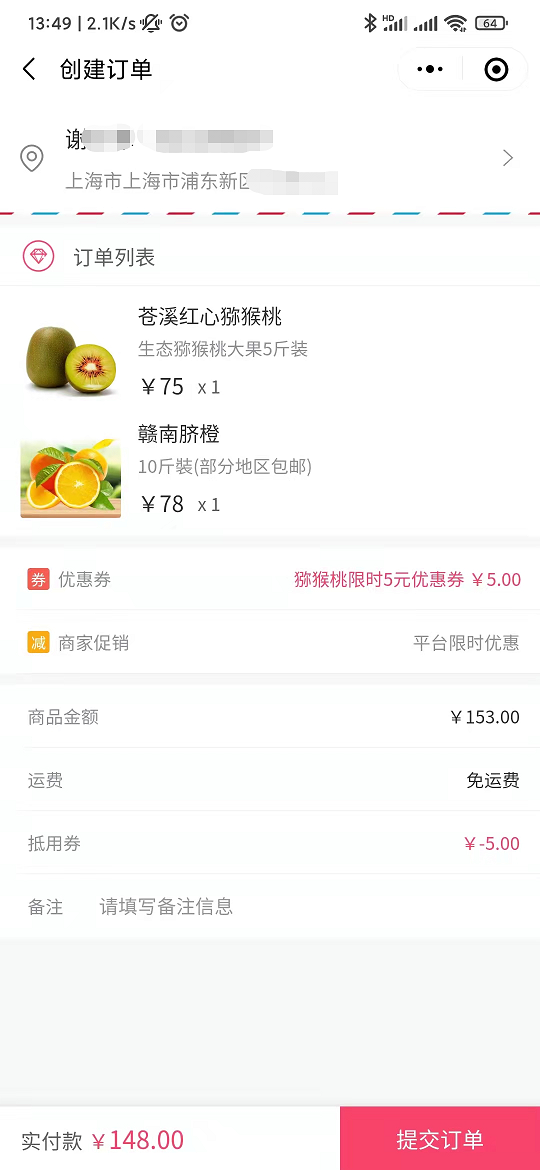 13:49 | 2.1K/s HD 64
创建订单
谢
上海市上海市浦东新区
订单列表
苍溪红心猕猴桃
生态猕猴桃大果5斤装
￥75 x 1
赣南脐橙
10斤裝(部分地区包邮)
￥78 x 1
券 优惠券 猕猴桃限时5元优惠券 ￥5.00
减 商家促销 平台限时优惠
商品金额 ￥153.00
运费 免运费
抵用券 ￥-5.00
备注 请填写备注信息
实付款 ￥148.00 提交订单